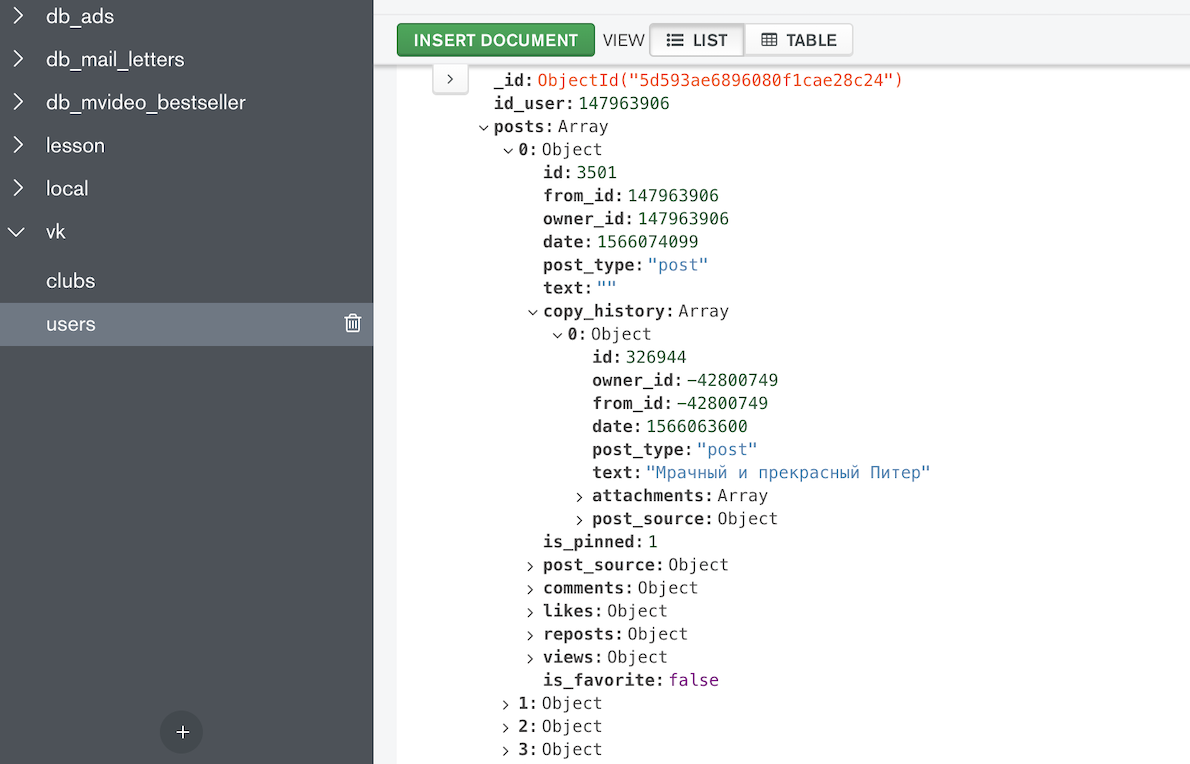 db_ads
db_mail_letters
db_mvideo_bestseller
lesson
local
vk
clubs
users
INSERT DOCUMENT VIEW LIST TABLE
_id: ObjectId("5d593ae6896080f1cae28c24")
id_user: 147963906
posts: Array
0: Object
id: 3501
from_id: 147963906
owner_id: 147963906
date: 1566074099
post_type: "post"
text: ""
copy_history: Array
0: Object
id: 326944
owner_id: -42800749
from_id: -42800749
date: 1566063600
post_type: "post"
text: "Мрачный и прекрасный Питер"
attachments: Array
post_source: Object
is_pinned: 1
post_source: Object
comments: Object
likes: Object
reposts: Object
views: Object
is_favorite: false
1: Object
2: Object
3: Object